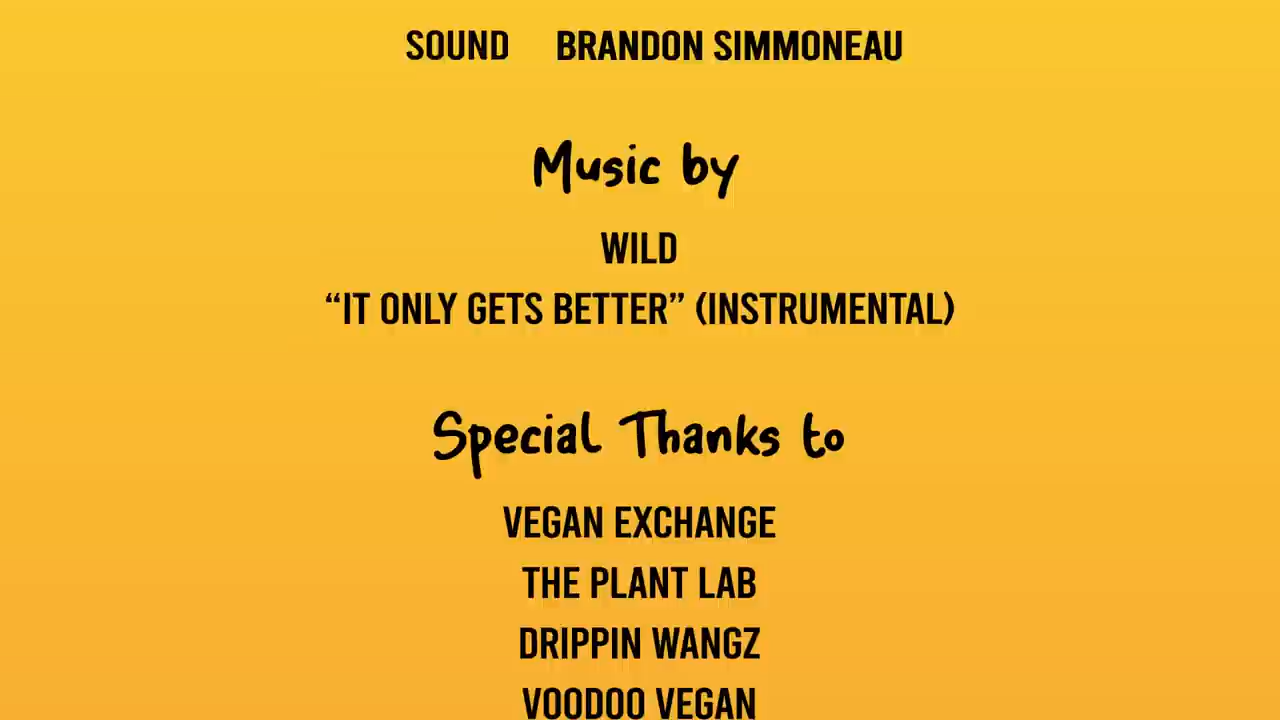 SOUND BRANDON SIMMONEAU
Music by
WILD
“IT ONLY GETS BETTER” (INSTRUMENTAL)
Special Thanks to
VEGAN EXCHANGE
THE PLANT LAB
DRIPPIN WANGZ
VOODOO VEGAN